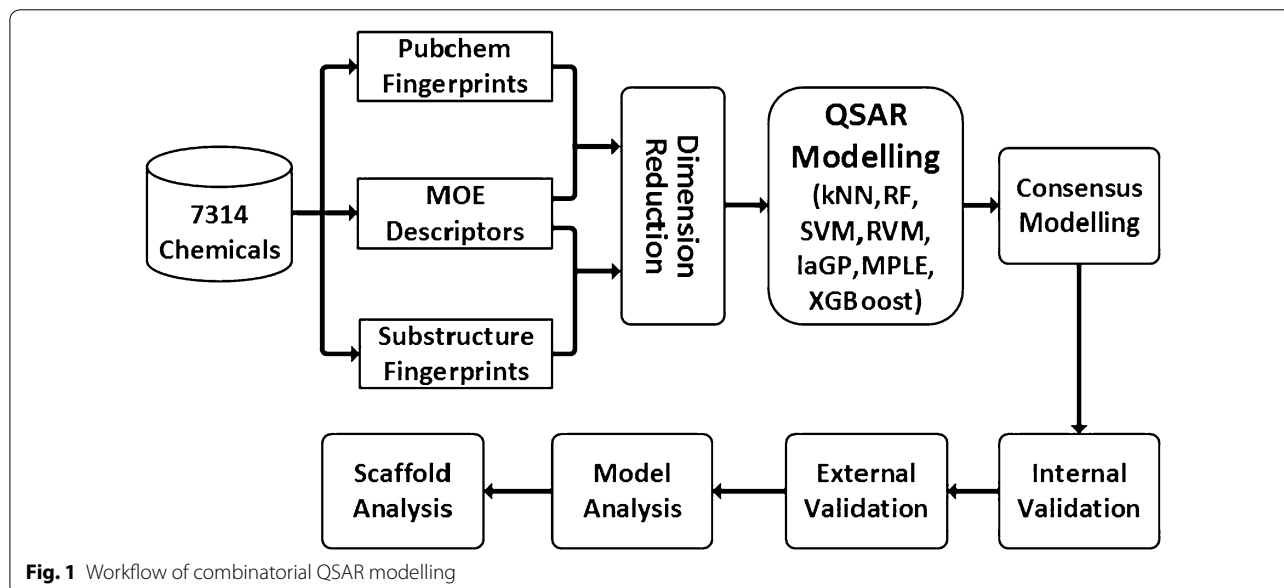 Pubchem
Fingerprints
7314
Chemicals
MOE
Descriptors
Substructure
Fingerprints
Dimension
Reduction
QSAR
Modelling
(kNN,RF,
SVM,RVM,
laGP,MPLE,
XGBoost)
Consensus
Modelling
Scaffold
Analysis
Model
Analysis
External
Validation
Internal
Validation
Fig. 1 Workflow of combinatorial QSAR modelling